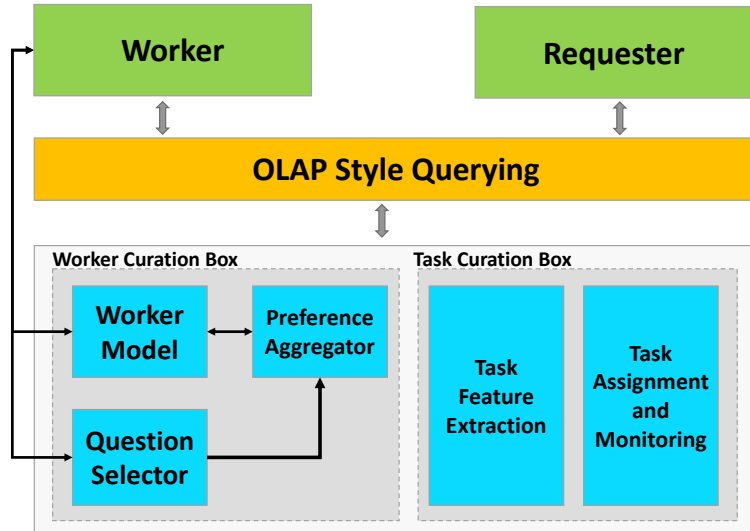 Worker
Requester
OLAP Style Querying
Worker Curation Box
Task Curation Box
Worker
Model
Preference
Aggregator
Question
Selector
Task
Feature
Extraction
Task
Assignment
and
Monitoring